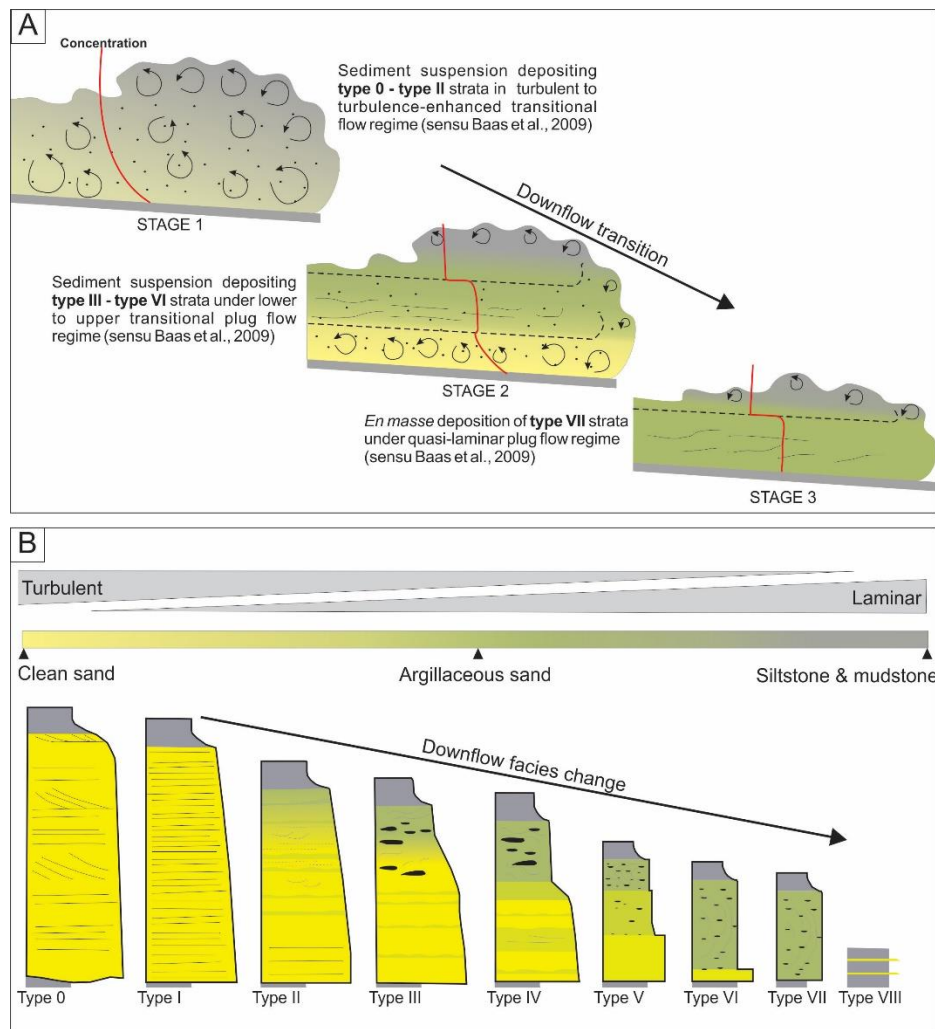 A
Concentration
Sediment suspension depositing
type 0 - type II strata in turbulent to
turbulence-enhanced transitional
flow regime (sensu Baas et al., 2009)
STAGE 1
Downflow transition
Sediment suspension depositing
type III - type VI strata under lower
to upper transitional plug flow
regime (sensu Baas et al., 2009)
STAGE 2
En masse deposition of type VII strata
under quasi-laminar plug flow regime
(sensu Baas et al., 2009)
STAGE 3
B
Turbulent
Laminar
Clean sand
Argillaceous sand
Siltstone & mudstone
Downflow facies change
Type 0
Type I
Type II
Type III
Type IV
Type V
Type VI
Type VII
Type VIII